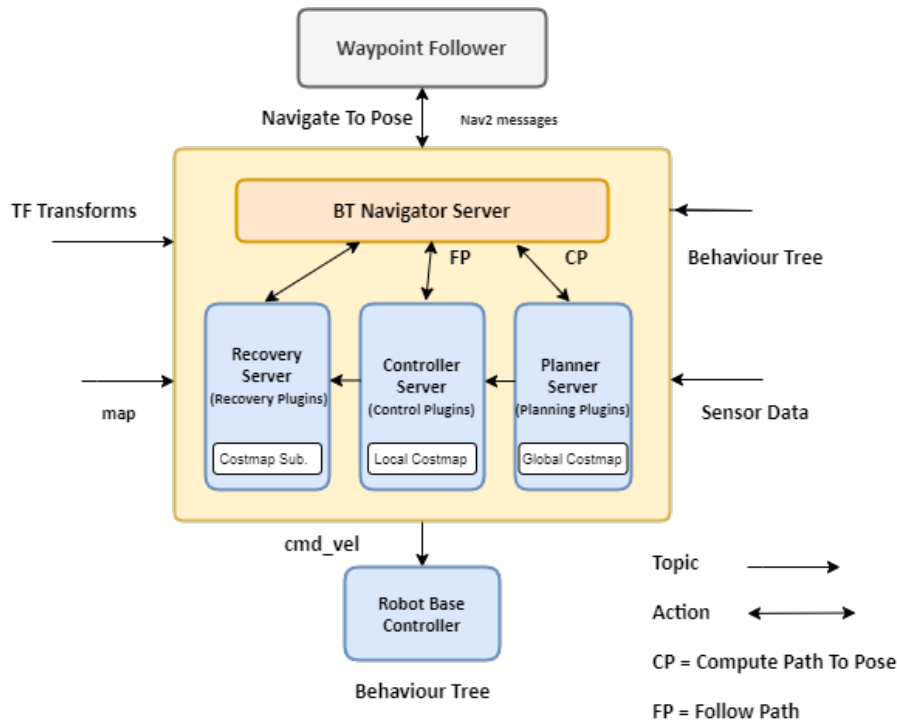 Waypoint Follower
Navigate To Pose
Nav2 messages
TF Transforms
BT Navigator Server
Behaviour Tree
FP
CP
Recovery
Server
(Recovery Plugins)
Costmap Sub.
Controller
Server
(Control Plugins)
Local Costmap
Planner
Server
(Planning Plugins)
Global Costmap
map
Sensor Data
cmd_vel
Robot Base
Controller
Behaviour Tree
Topic
Action
CP = Compute Path To Pose
FP = Follow Path